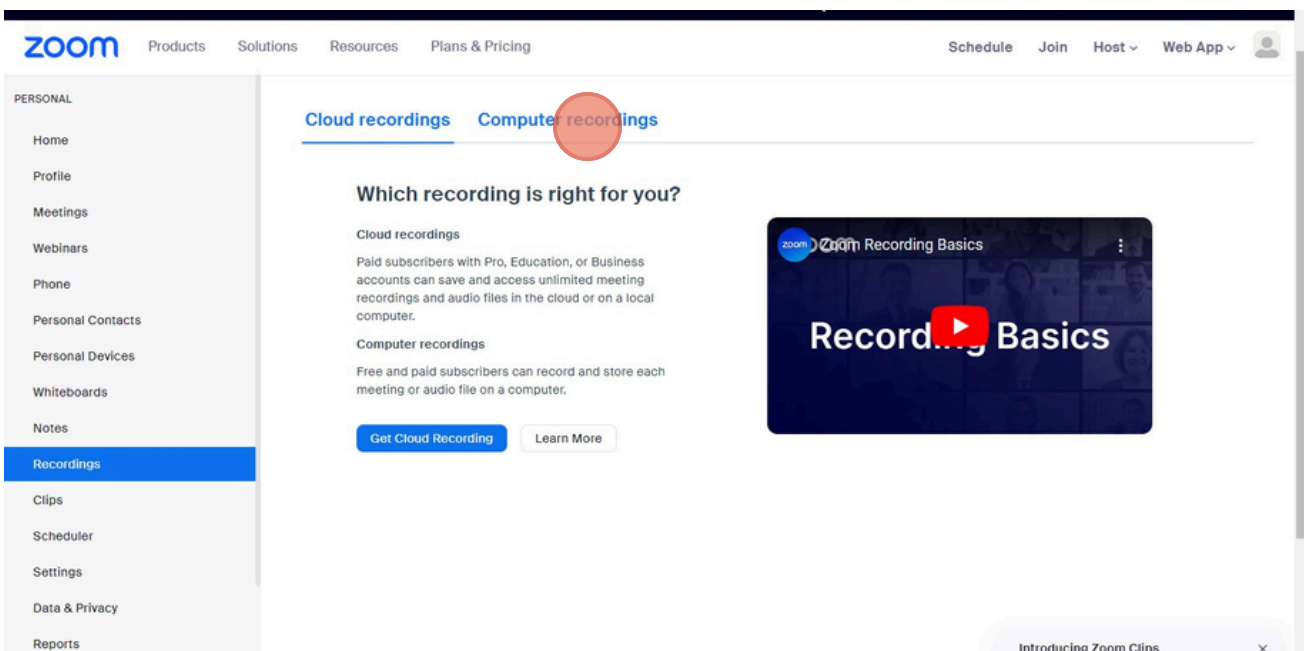 zoom Products Solutions Resources Plans & Pricing Schedule Join Host Web App
PERSONAL
Home
Profile
Meetings
Webinars
Phone
Personal Contacts
Personal Devices
Whiteboards
Notes
Recordings
Clips
Scheduler
Settings
Data & Privacy
Reports
Cloud recordings Computer recordings
Which recording is right for you?
Cloud recordings
Paid subscribers with Pro, Education, or Business
accounts can save and access unlimited meeting
recordings and audio files in the cloud or on a local
computer.
Computer recordings
Free and paid subscribers can record and store each
meeting or audio file on a computer.
Get Cloud Recording Learn More
zoom Zoom Recording Basics
Recording Basics
Introducing Zoom Clips